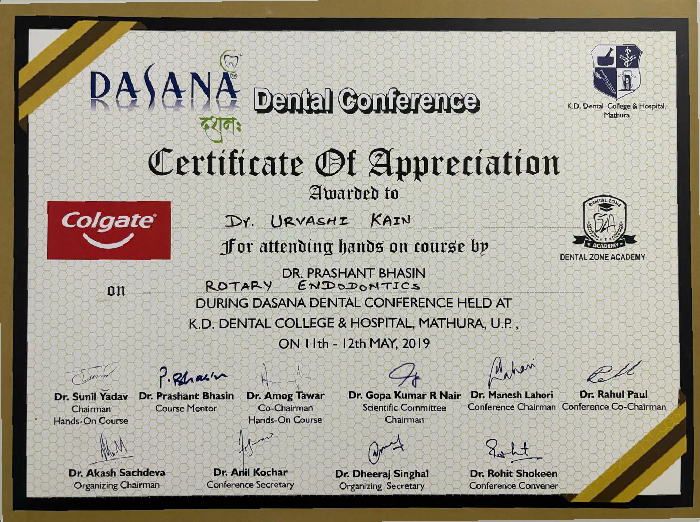 DASANA
दशनः
Dental Conference
K.D. Dental College & Hospital,
Mathura
Certificate Of Appreciation
Awarded to
Colgate
Dr. URVASHI KAIN
For attending hands on course by
DENTAL ZONE
ACADEMY
DENTAL ZONE ACADEMY
DR. PRASHANT BHASIN
on ROTARY ENDODONTICS
DURING DASANA DENTAL CONFERENCE HELD AT
K.D. DENTAL COLLEGE & HOSPITAL, MATHURA, U.P.,
ON 11th - 12th MAY, 2019
P. Bhasin
Dr. Sunil Yadav
Chairman
Hands-On Course
Dr. Prashant Bhasin
Course Mentor
Dr. Amog Tawar
Co-Chairman
Hands-On Course
Dr. Gopa Kumar R Nair
Scientific Committee
Chairman
Dr. Manesh Lahori
Conference Chairman
Dr. Rahul Paul
Conference Co-Chairman
Dr. Akash Sachdeva
Organizing Chairman
Dr. Anil Kochar
Conference Secretary
Dr. Dheeraj Singhal
Organizing Secretary
Rohit
Dr. Rohit Shokeen
Conference Convener